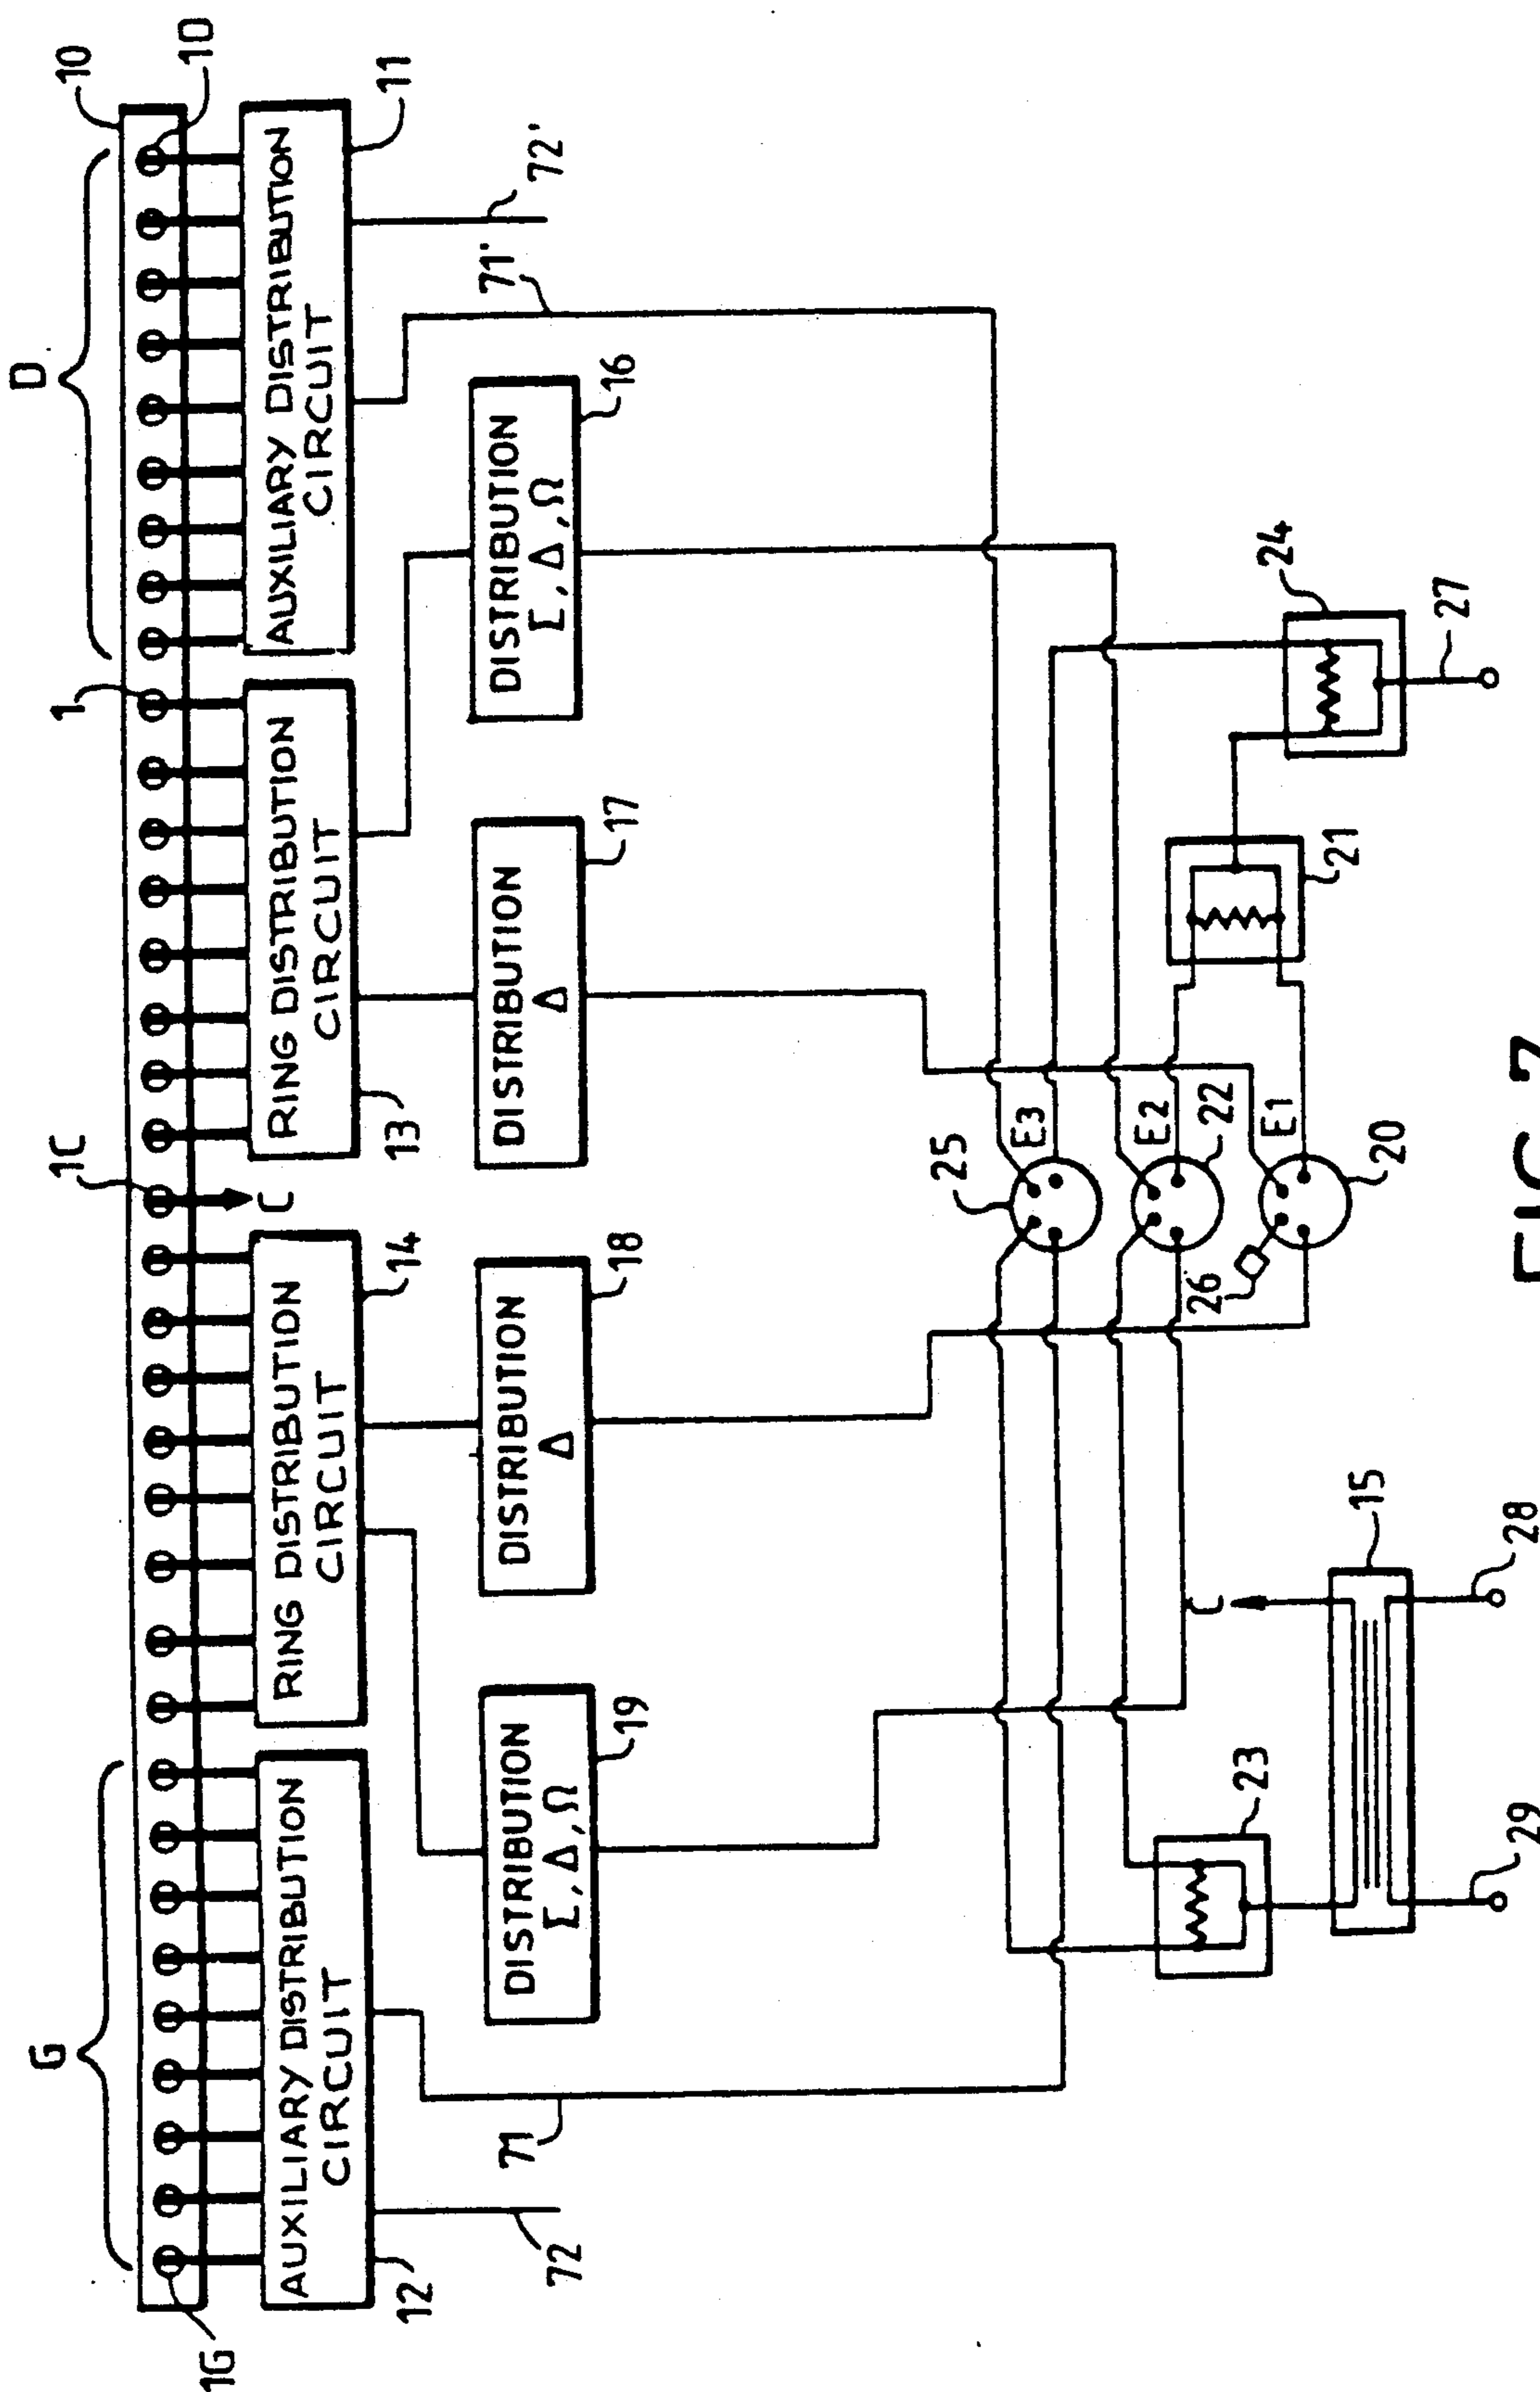 G
D
10
1G
1C
1
1D
AUXILIARY DISTRIBUTION
CIRCUIT
RING DISTRIBUTION
CIRCUIT
C
RING DISTRIBUTION
CIRCUIT
AUXILIARY DISTRIBUTION
CIRCUIT
12
14
13
11
72
71
71'
72'
DISTRIBUTION
Σ, Δ, Ω
19
DISTRIBUTION
Δ
18
DISTRIBUTION
Δ
17
DISTRIBUTION
Σ, Δ, Ω
16
25
E3
E2
22
26
E1
20
23
C
15
21
24
29
28
27
FIG